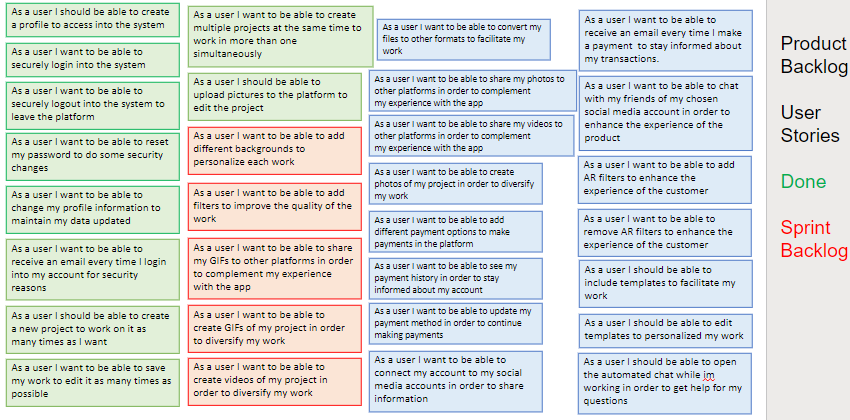 As a user I should be able to create
a profile to access into the system
As a user I want to be able to
securely login into the system
As a user I want to be able to
securely logout into the system to
leave the platform
As a user I want to be able to reset
my password to do some security
changes
As a user I want to be able to
change my profile information to
maintain my data updated
As a user I want to be able to
receive an email every time I login
into my account for security
reasons
As a user I should be able to create
a new project to work on it as
many times as I want
As a user I want to be able to save
my work to edit it as many times as
possible
As a user I want to be able to create
multiple projects at the same time to
work in more than one
simultaneously
As a user I should be able to
upload pictures to the platform to
edit the project
As a user I want to be able to add
different backgrounds to
personalize each work
As a user I want to be able to add
filters to improve the quality of the
work
As a user I want to be able to share
my GIFs to other platforms in order
to complement my experience
with the app
As a user I want to be able to
create GIFs of my project in order
to diversify my work
As a user I want to be able to
create videos of my project in
order to diversify my work
As a user I want to be able to convert my
files to other formats to facilitate my
work
As a user I want to be able to share my photos to
other platforms in order to complement
my experience with the app
As a user I want to be able to share my videos to
other platforms in order to complement
my experience with the app
As a user I want to be able to create
photos of my project in order to diversify
my work
As a user I want to be able to add
different payment options to make
payments in the platform
As a user I want to be able to see my
payment history in order to stay
informed about my account
As a user I want to be able to update my
payment method in order to continue
making payments
As a user I want to be able to
connect my account to my social
media accounts in order to share
information
As a user I want to be able to
receive an email every time I make
a payment to stay informed about
my transactions.
As a user I want to be able to chat
with my friends of my chosen
social media account in order to
enhance the experience of the
product
As a user I want to be able to add
AR filters to enhance the
experience of the customer
As a user I want to be able to
remove AR filters to enhance the
experience of the customer
As a user I should be able to
include templates to facilitate my
work
As a user I should be able to edit
templates to personalized my work
As a user I should be able to open
the automated chat while im
working in order to get help for my
questions
Product
Backlog
User
Stories
Done
Sprint
Backlog